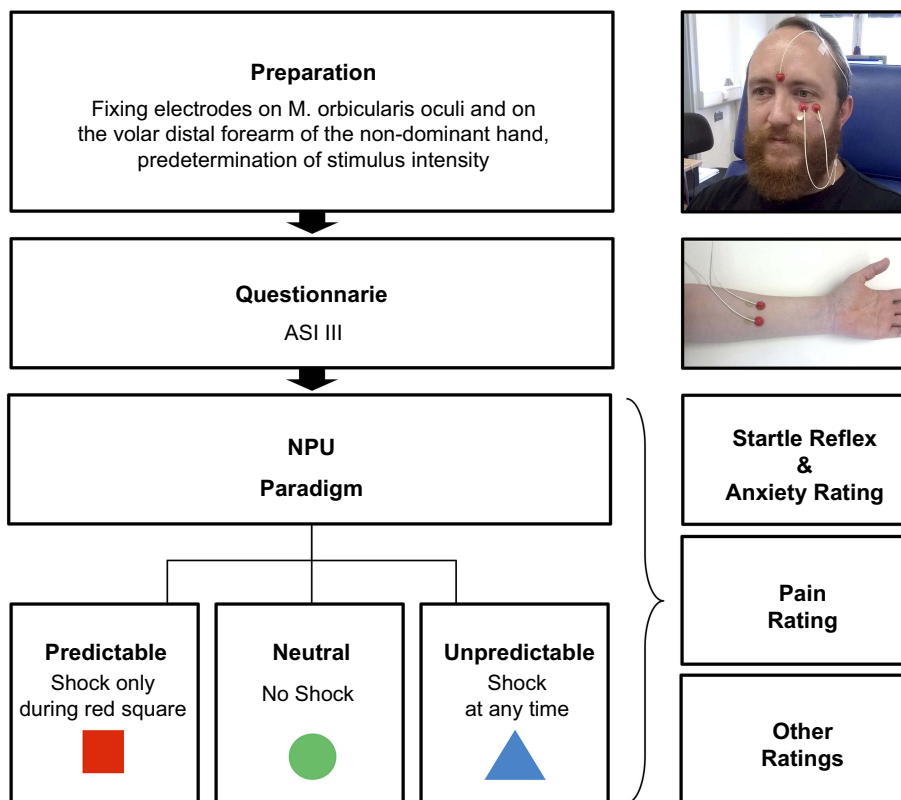 Preparation
Fixing electrodes on M. orbicularis oculi and on
the volar distal forearm of the non-dominant hand,
predetermination of stimulus intensity
Questionnarie
ASI III
NPU
Paradigm
Predictable
Shock only
during red square
Neutral
No Shock
Unpredictable
Shock
at any time
Startle Reflex
&
Anxiety Rating
Pain
Rating
Other
Ratings